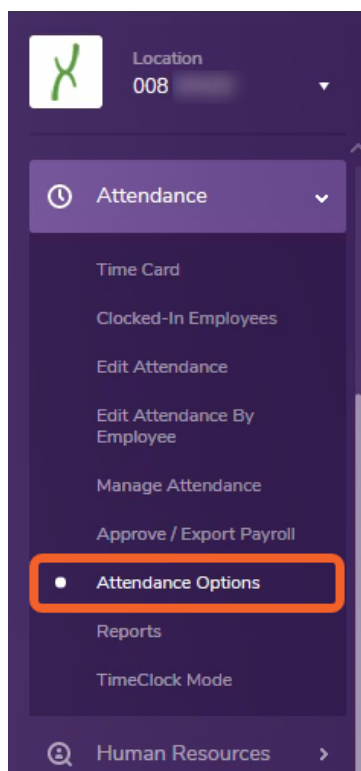 Location
008
Attendance
Time Card
Clocked-In Employees
Edit Attendance
Edit Attendance By
Employee
Manage Attendance
Approve / Export Payroll
Attendance Options
Reports
TimeClock Mode
Human Resources